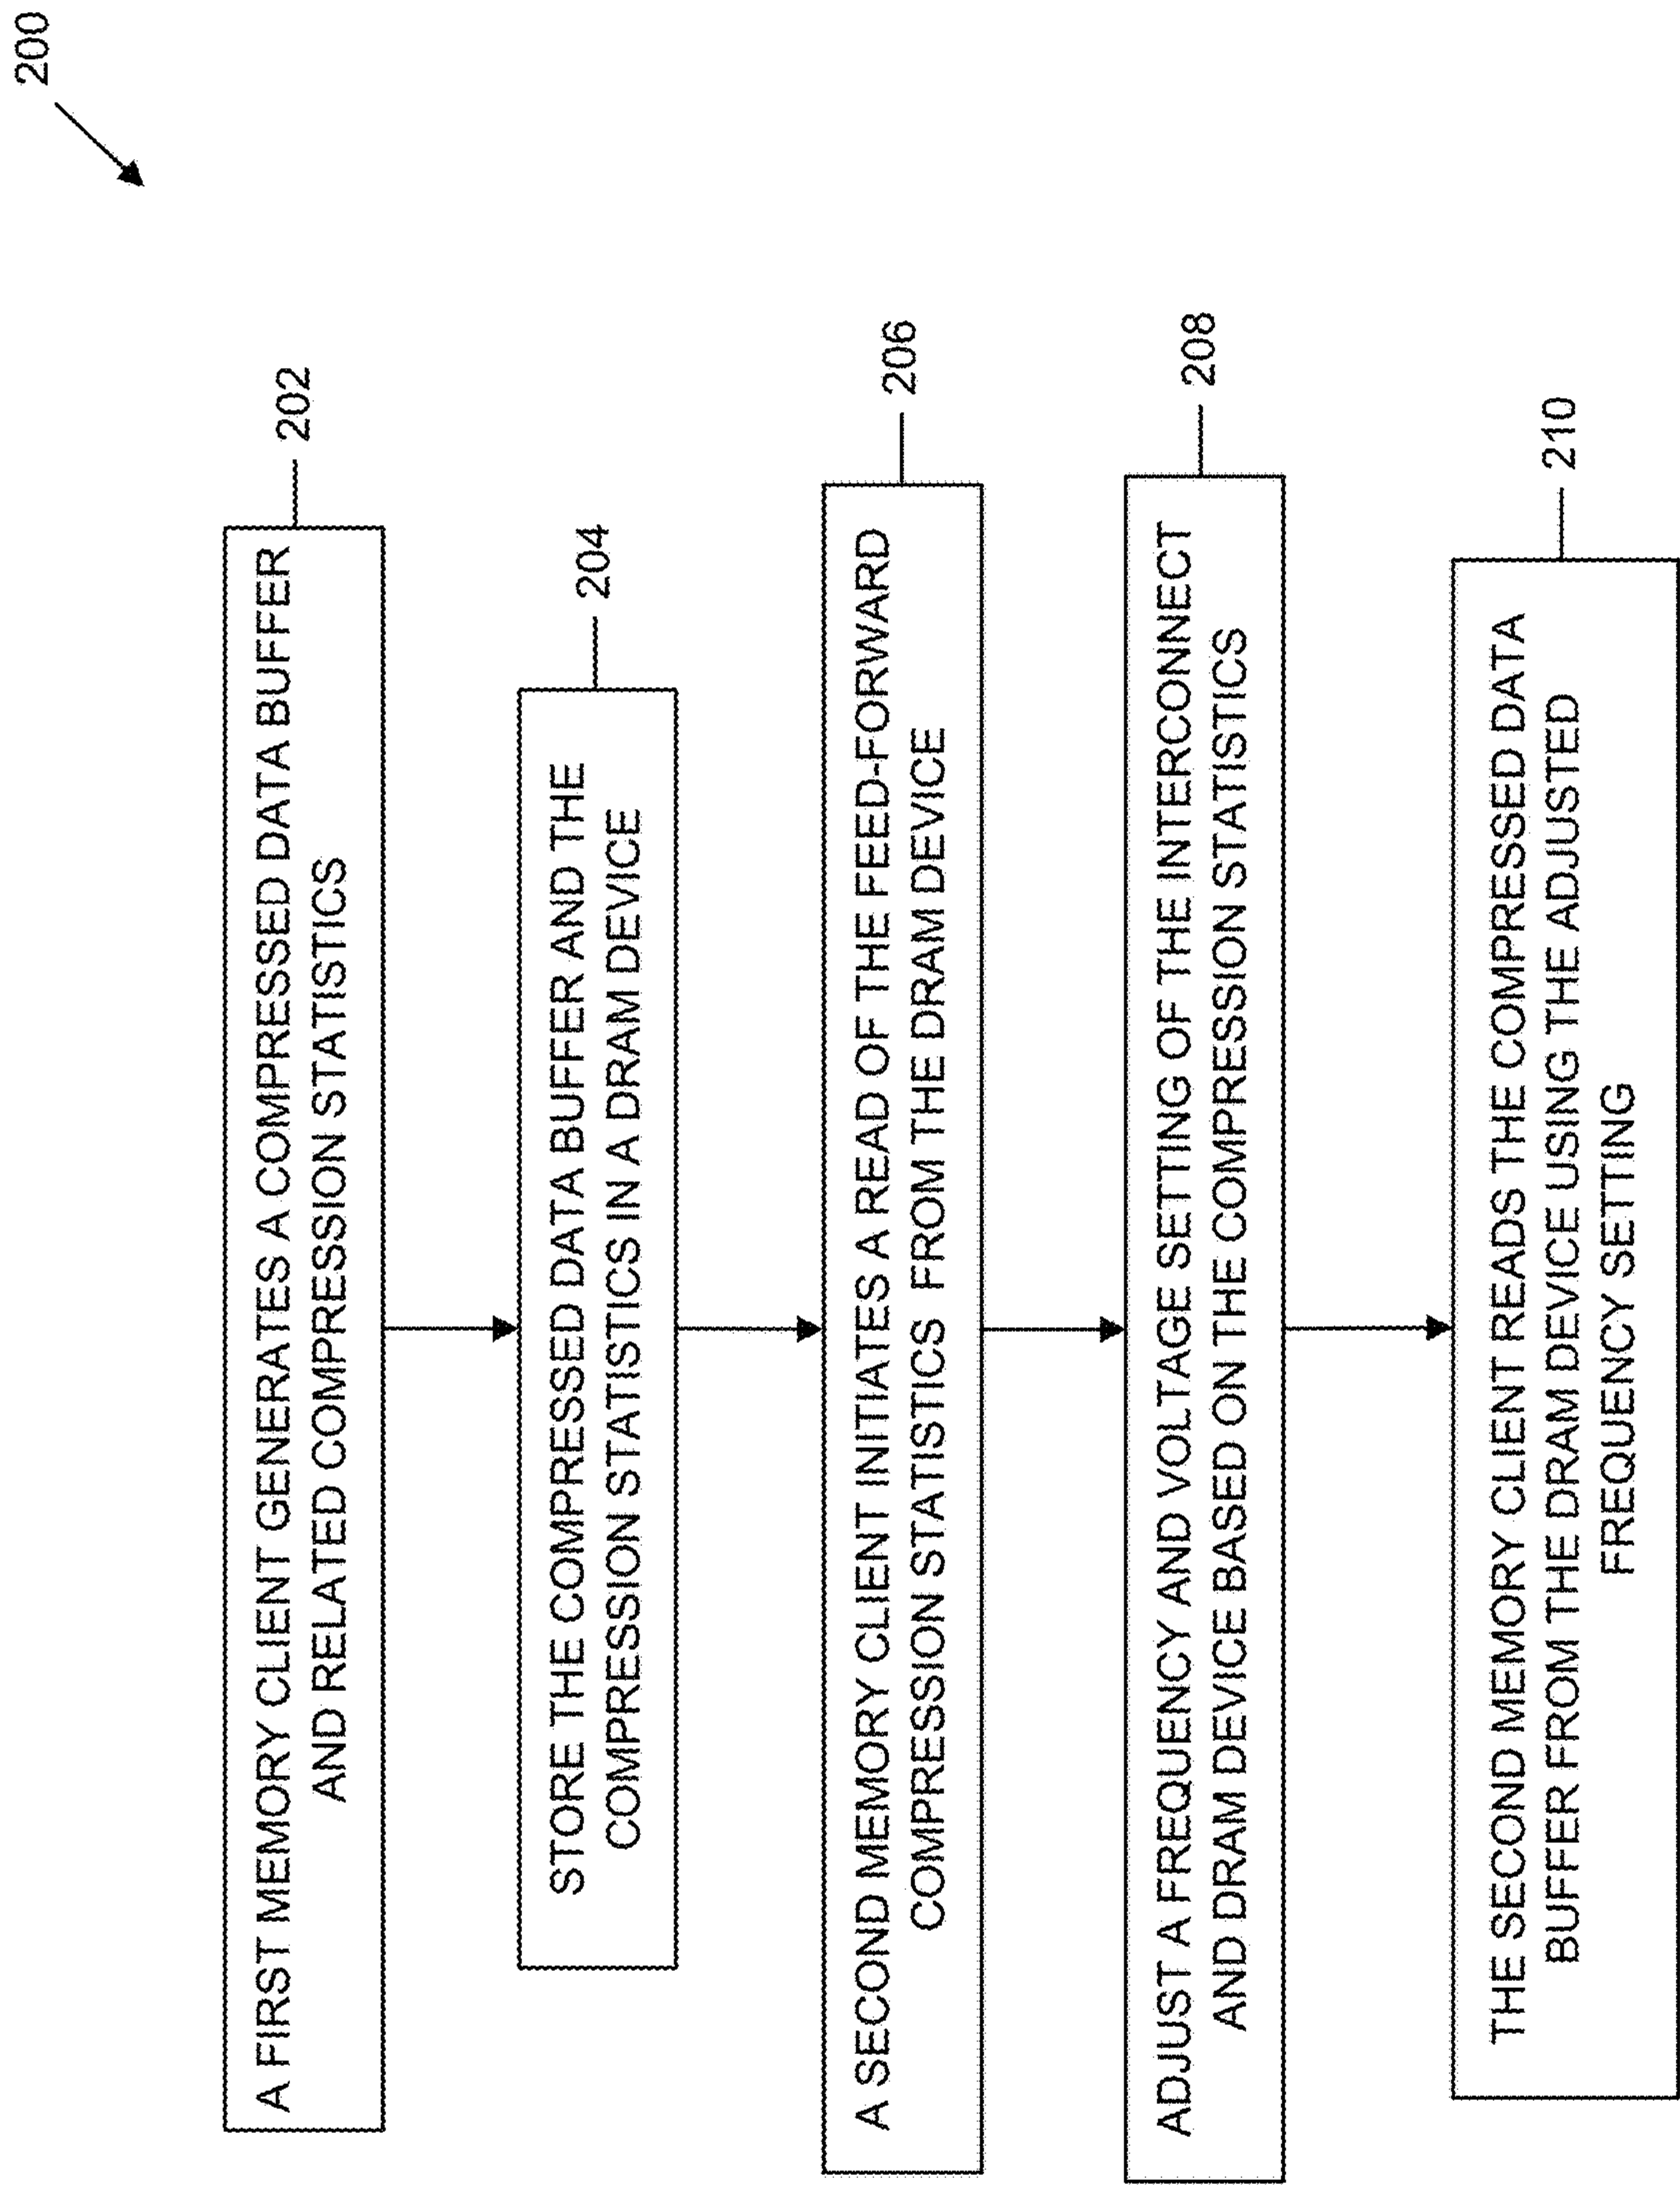 200
A FIRST MEMORY CLIENT GENERATES A COMPRESSED DATA BUFFER
AND RELATED COMPRESSION STATISTICS
202
STORE THE COMPRESSED DATA BUFFER AND THE
COMPRESSION STATISTICS IN A DRAM DEVICE
204
A SECOND MEMORY CLIENT INITIATES A READ OF THE FEED-FORWARD
COMPRESSION STATISTICS FROM THE DRAM DEVICE
206
ADJUST A FREQUENCY AND VOLTAGE SETTING OF THE INTERCONNECT
AND DRAM DEVICE BASED ON THE COMPRESSION STATISTICS
208
THE SECOND MEMORY CLIENT READS THE COMPRESSED DATA
BUFFER FROM THE DRAM DEVICE USING THE ADJUSTED
FREQUENCY SETTING
210